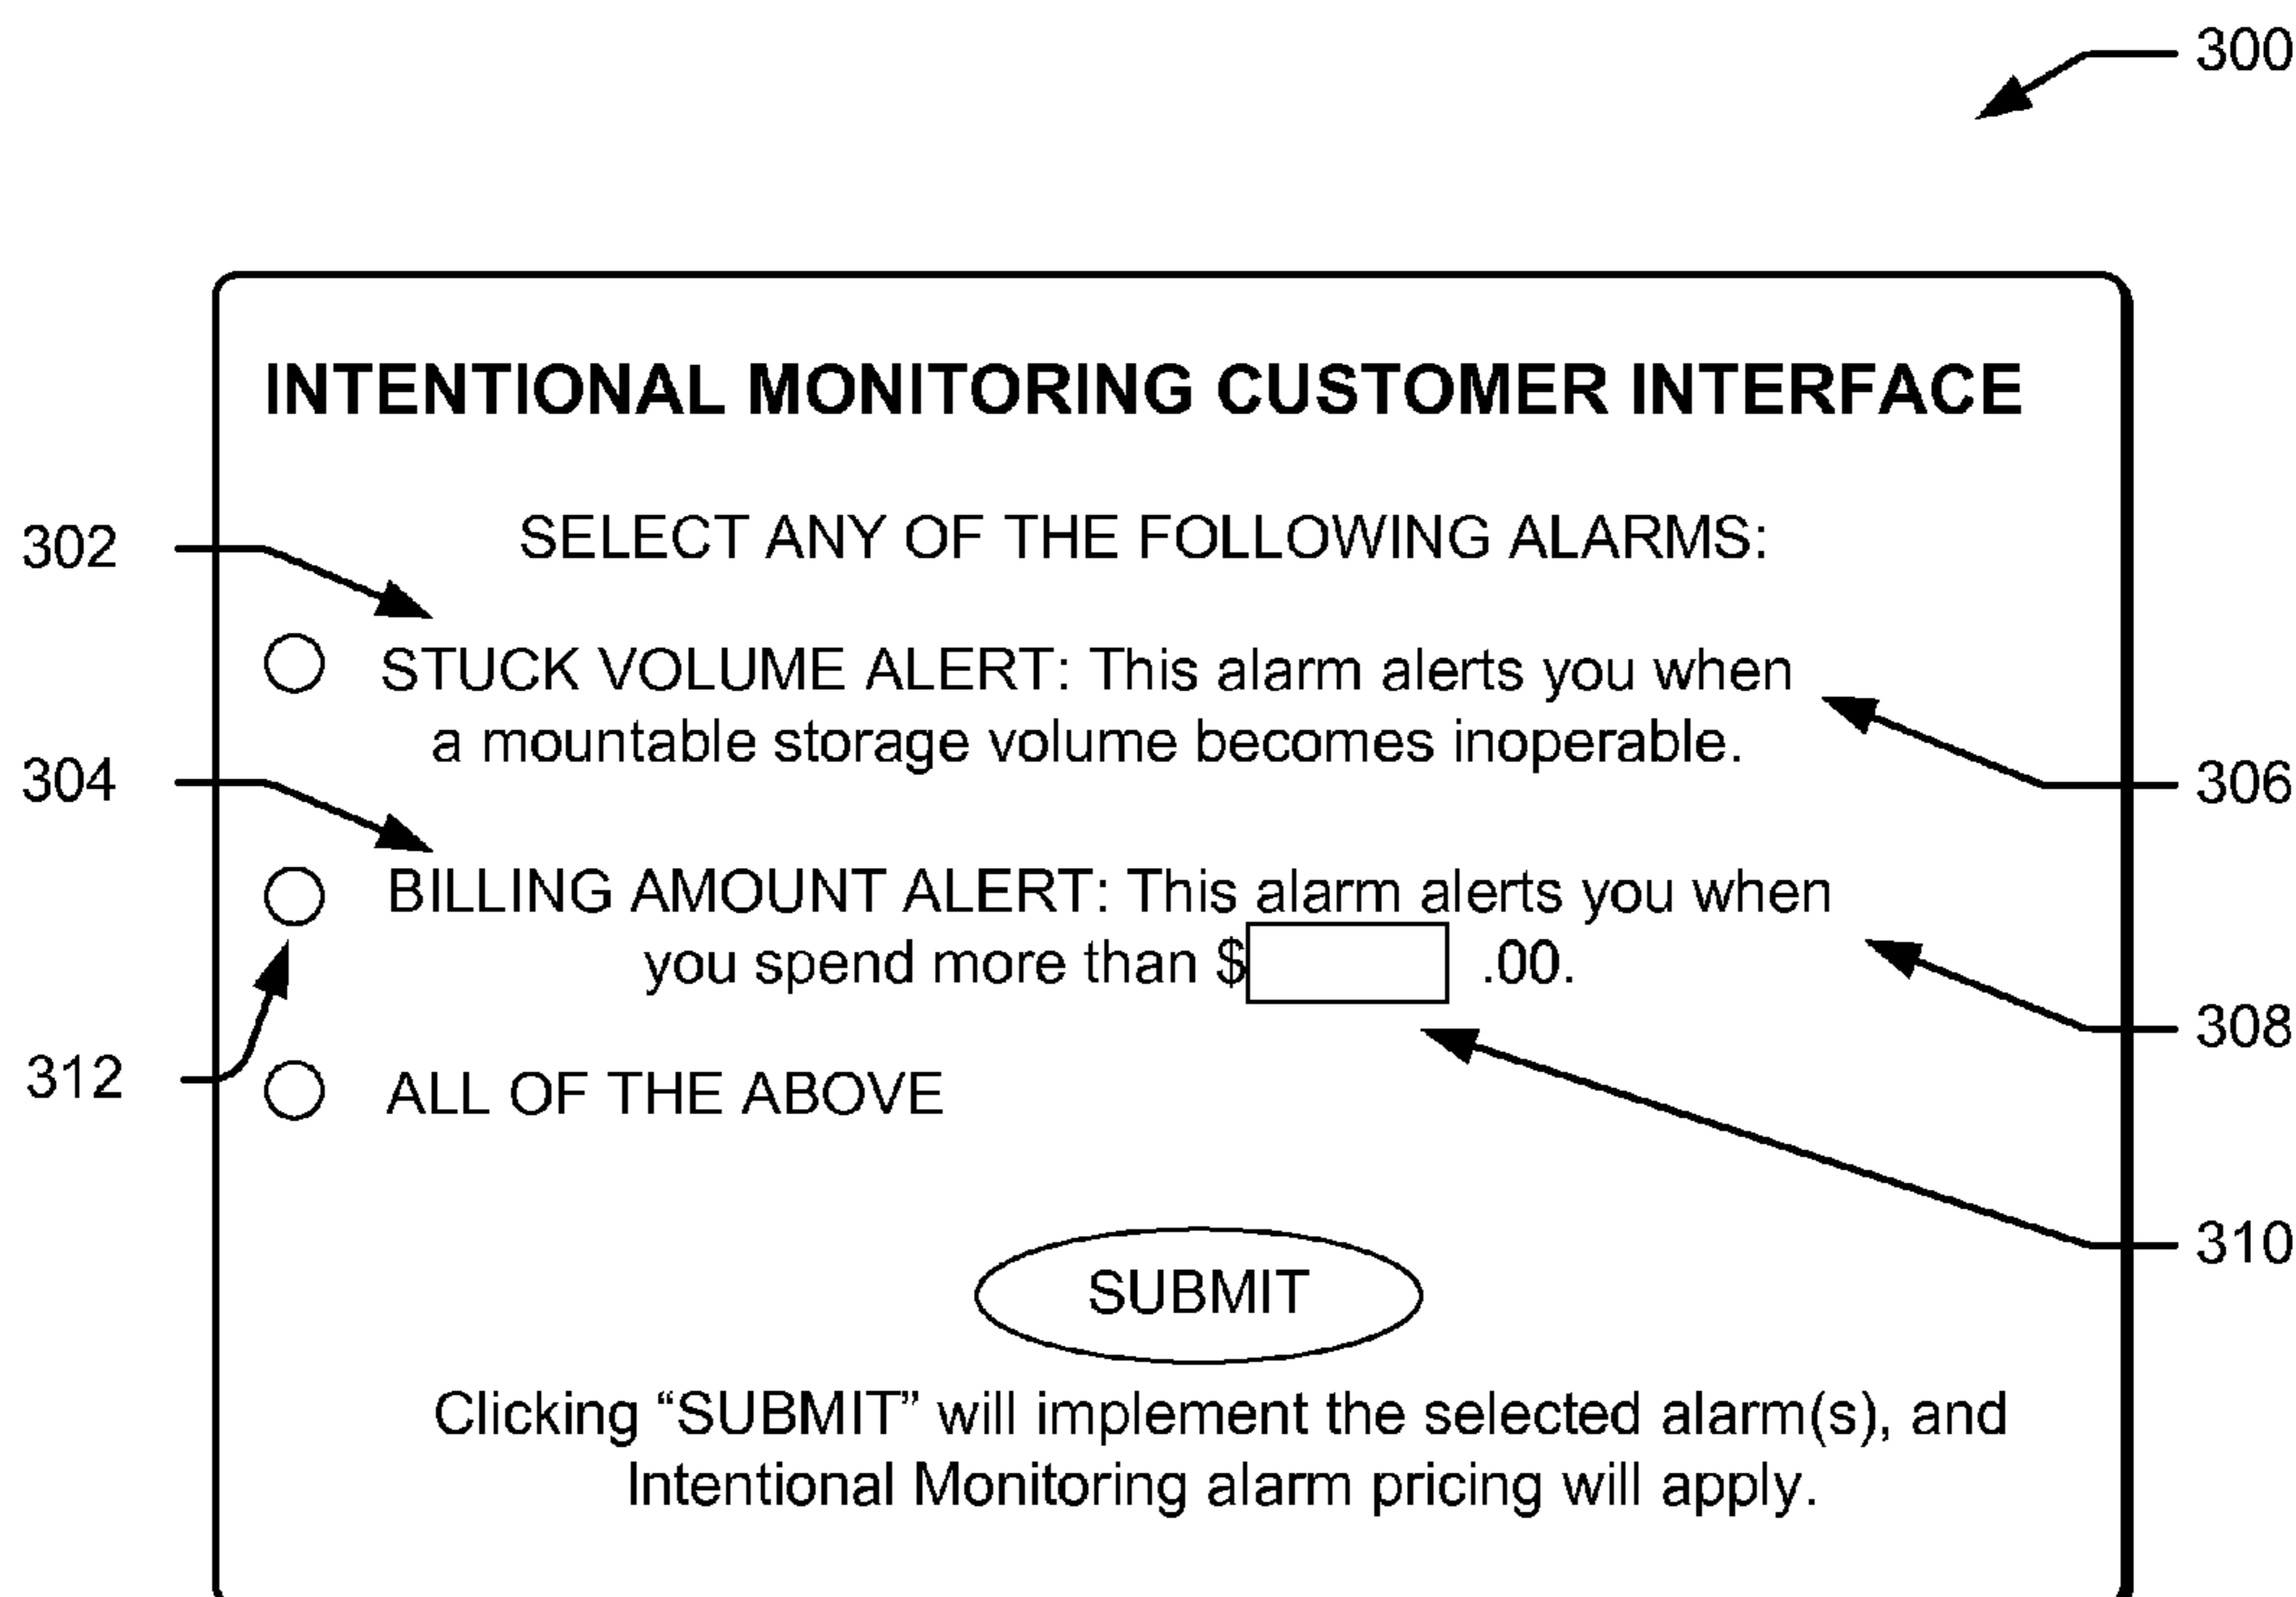 300
INTENTIONAL MONITORING CUSTOMER INTERFACE
302
SELECT ANY OF THE FOLLOWING ALARMS:
STUCK VOLUME ALERT: This alarm alerts you when
a mountable storage volume becomes inoperable.
304
306
BILLING AMOUNT ALERT: This alarm alerts you when
you spend more than $ .00.
308
312
ALL OF THE ABOVE
310
SUBMIT
Clicking “SUBMIT” will implement the selected alarm(s), and
Intentional Monitoring alarm pricing will apply.